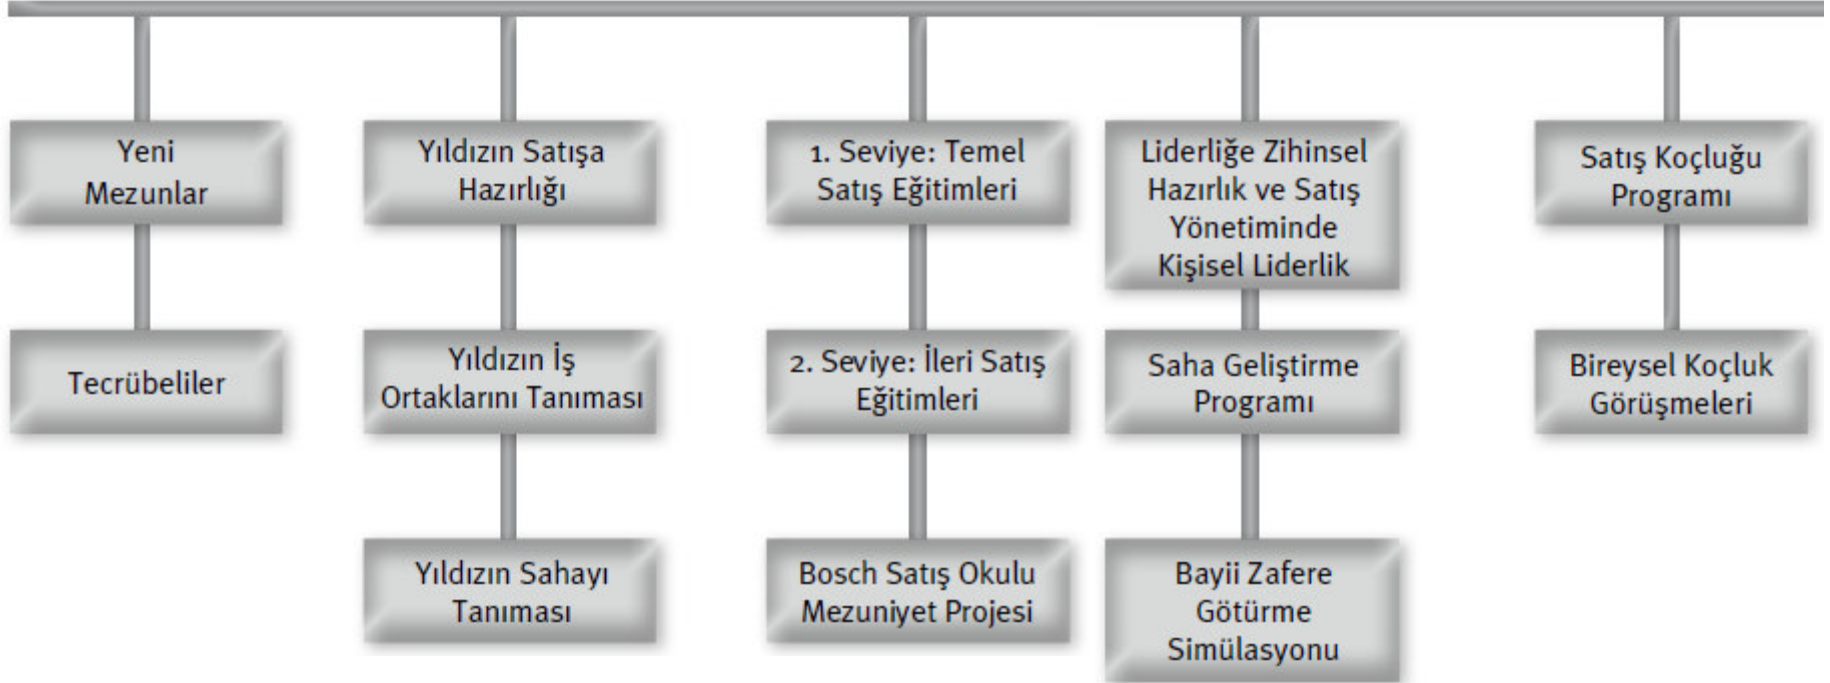 Yeni
Mezunlar
Tecrübeliler
Yıldızın Satışa
Hazırlığı
Yıldızın İş
Ortaklarını Tanıması
Yıldızın Sahayı
Tanıması
1. Seviye: Temel
Satış Eğitimleri
2. Seviye: İleri Satış
Eğitimleri
Bosch Satış Okulu
Mezuniyet Projesi
Liderliğe Zihinsel
Hazırlık ve Satış
Yönetiminde
Kişisel Liderlik
Saha Geliştirme
Programı
Bayii Zafere
Götürme
Simülasyonu
Satış Koçluğu
Programı
Bireysel Koçluk
Görüşmeleri